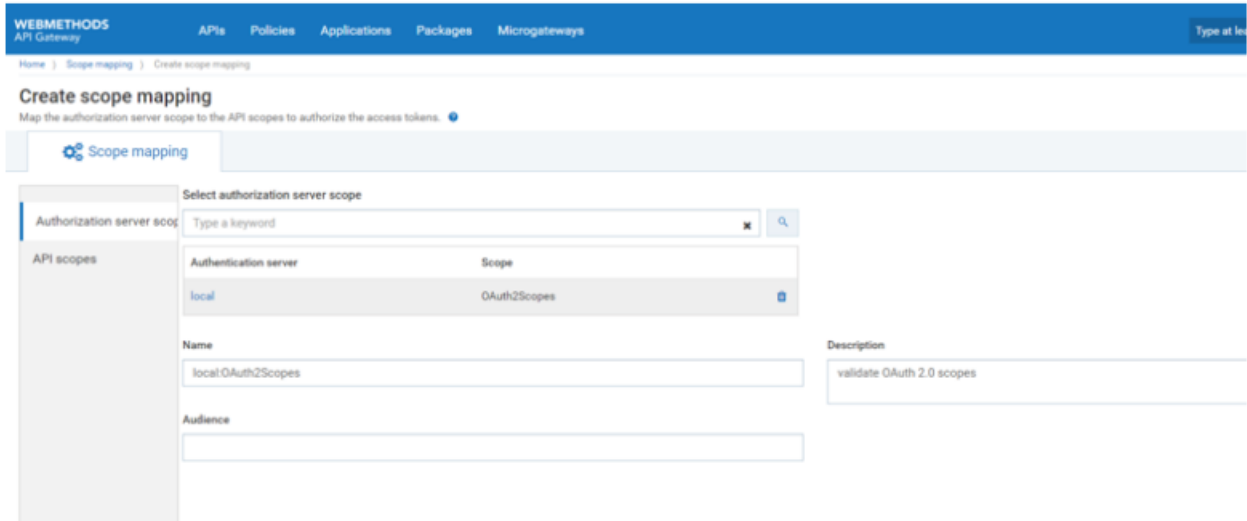 WEBMETHODS
API Gateway
APIs Policies Applications Packages Microgateways
Type at lea
Home Scope mapping Create scope mapping
Create scope mapping
Map the authorization server scope to the API scopes to authorize the access tokens. ?
Scope mapping
Select authorization server scope
Authorization server scop
Type a keyword
API scopes
Authentication server Scope
local OAuth2Scopes
Name Description
local:OAuth2Scopes validate OAuth 2.0 scopes
Audience